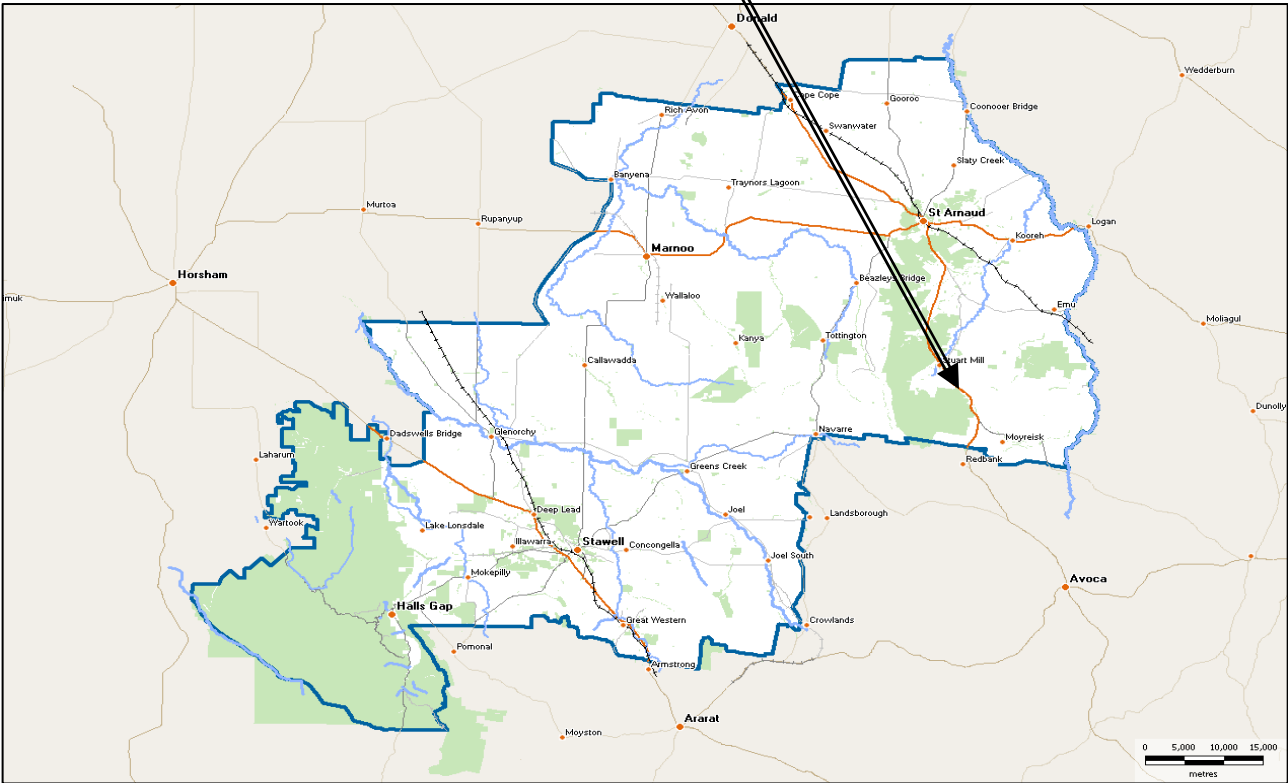 Donald
Wedderburn
Cope Cope
Gooroc
Coonooer Bridge
Rich Avon
Swanwater
Slaty Creek
Banyena
Traynors Lagoon
Murtoa
Rupanyup
St Arnaud
Logan
Kooreh
Marnoo
Horsham
Beazleys Bridge
Wallaloo
Emu
Moliagul
Kanya
Tottington
Callawadda
Stuart Mill
Dunolly
Dadswells Bridge
Glenorchy
Navarre
Moyreisk
Laharum
Greens Creek
Redbank
Deep Lead
Joel
Landsborough
Wartook
Lake Lonsdale
Illawarra
Stawell
Concongella
Joel South
Mokepilly
Avoca
Halls Gap
Great Western
Crowlands
Pomonal
Armstrong
Ararat
Moyston
0 5,000 10,000 15,000
metres